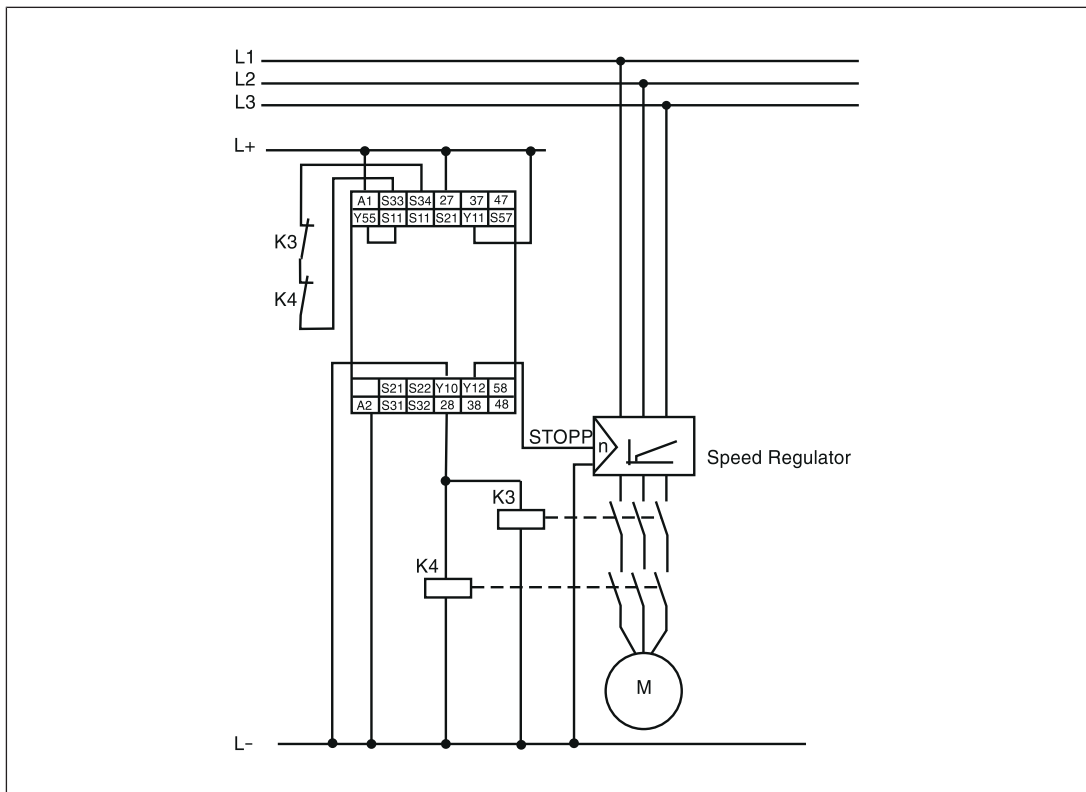 L1
L2
L3
L+
A1 S33 S34 27 37 47
Y55 S11 S11 S21 Y11 S57
K3
K4
S21 S22 Y10 Y12 58
A2 S31 S32 28 38 48
STOPP
n
Speed Regulator
K3
K4
M
L-